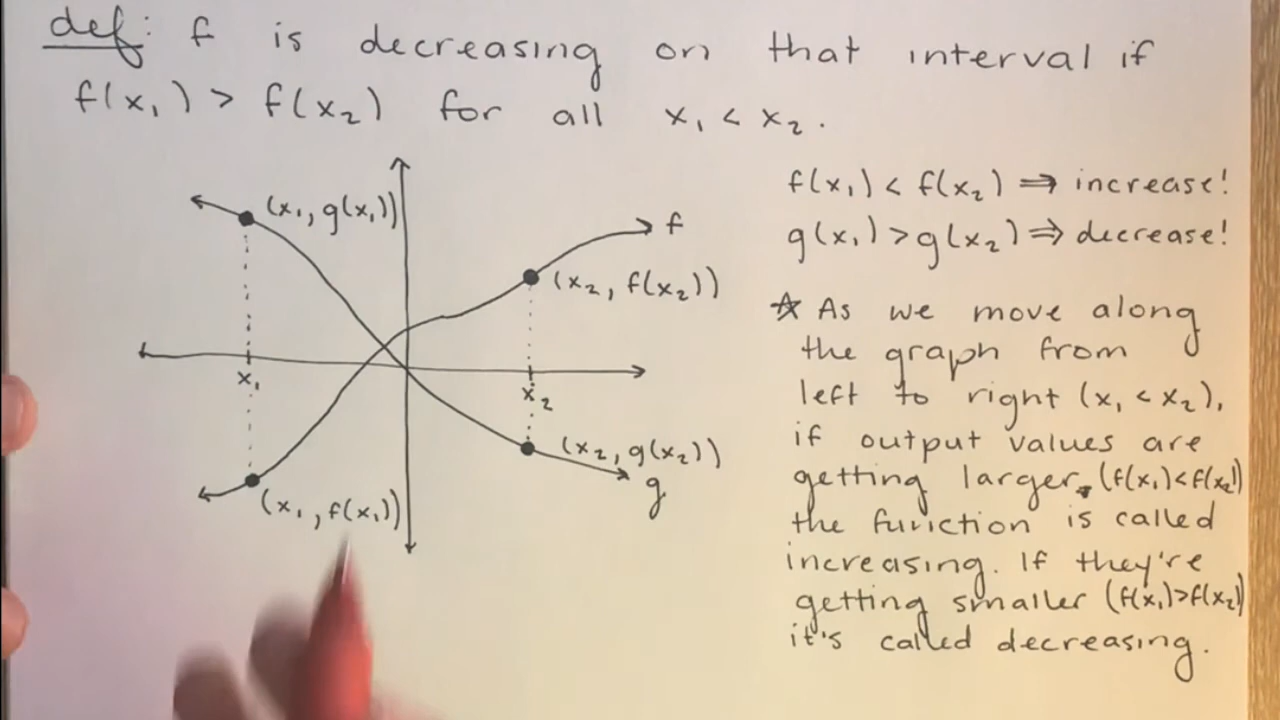 def: f is decreasing on that interval if
f(x₁) > f(x₂) for all x₁ < x₂.
(x₁, g(x₁))
f
(x₂, f(x₂))
x₁
x₂
(x₂, g(x₂))
g
(x₁, f(x₁))
f(x₁) < f(x₂) ⇒ increase!
g(x₁) > g(x₂) ⇒ decrease!
☆ As we move along
the graph from
left to right (x₁ < x₂),
if output values are
getting larger, (f(x₁)<f(x₂))
the function is called
increasing. If they're
getting smaller (f(x₁)>f(x₂))
it's called decreasing.